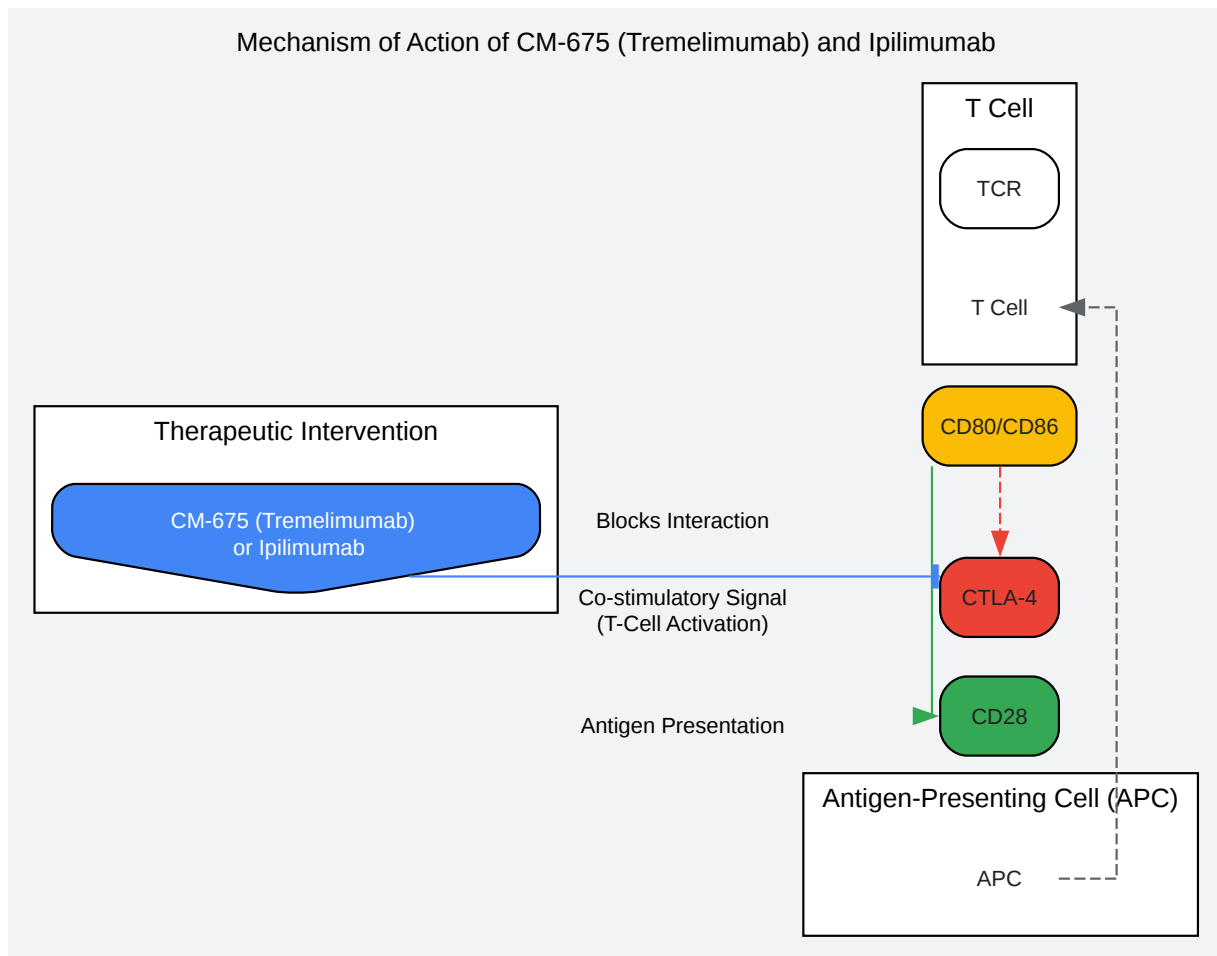 Mechanism of Action of CM-675 (Tremelimumab) and Ipilimumab
T Cell
TCR
T Cell
CD80/CD86
Therapeutic Intervention
CM-675 (Tremelimumab)
or Ipilimumab
Blocks Interaction
Co-stimulatory Signal
(T-Cell Activation)
CTLA-4
Antigen Presentation
CD28
Antigen-Presenting Cell (APC)
APC